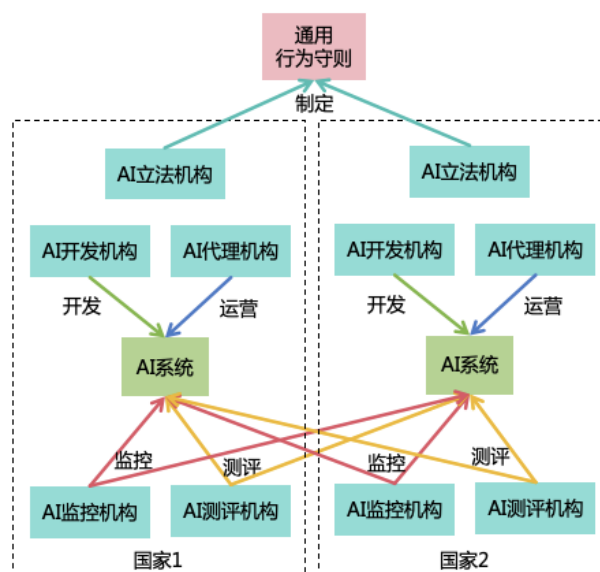 通用
行为守则
制定
AI立法机构
AI立法机构
AI开发机构
AI代理机构
AI开发机构
AI代理机构
开发
运营
开发
运营
AI系统
AI系统
监控
测评
监控
测评
AI监控机构
AI测评机构
AI监控机构
AI测评机构
国家1
国家2